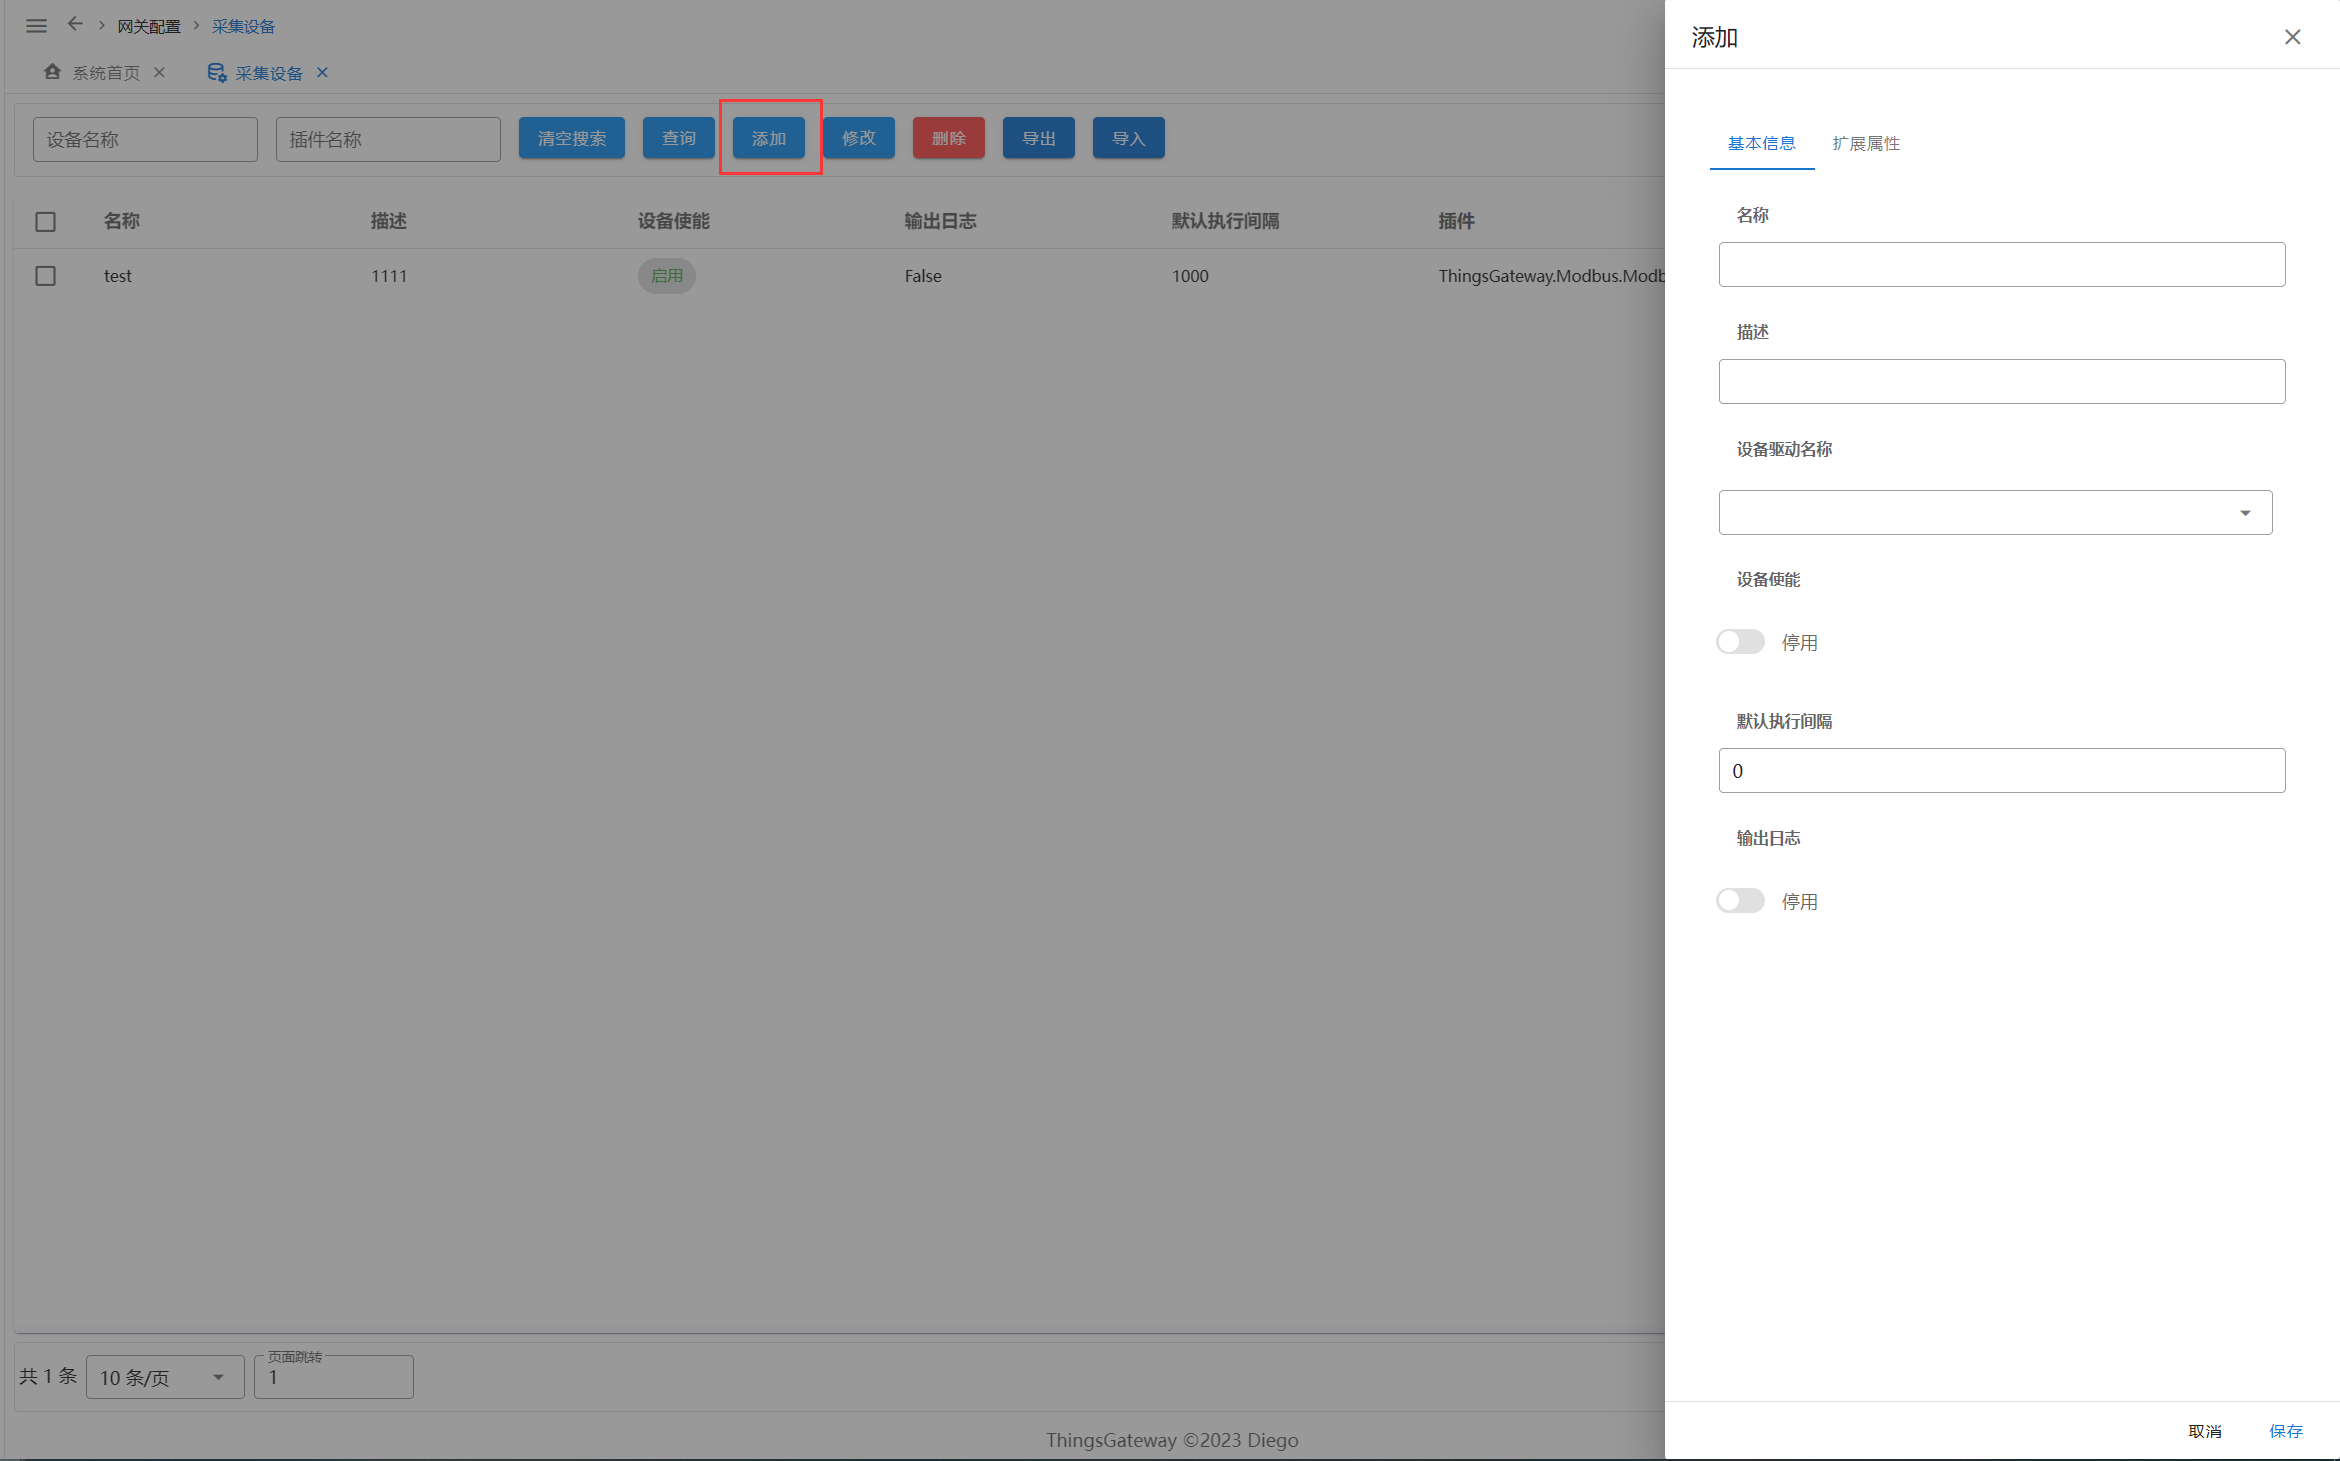 网关配置 采集设备
系统首页 采集设备
设备名称 插件名称 清空搜索 查询 添加 修改 删除 导出 导入
名称 描述 设备使能 输出日志 默认执行间隔 插件
test 1111 启用 False 1000 ThingsGateway.Modbus.Modb
共 1 条 10 条/页 页面跳转 1
ThingsGateway ©2023 Diego
添加
基本信息 扩展属性
名称
描述
设备驱动名称
设备使能
停用
默认执行间隔
0
输出日志
停用
取消 保存